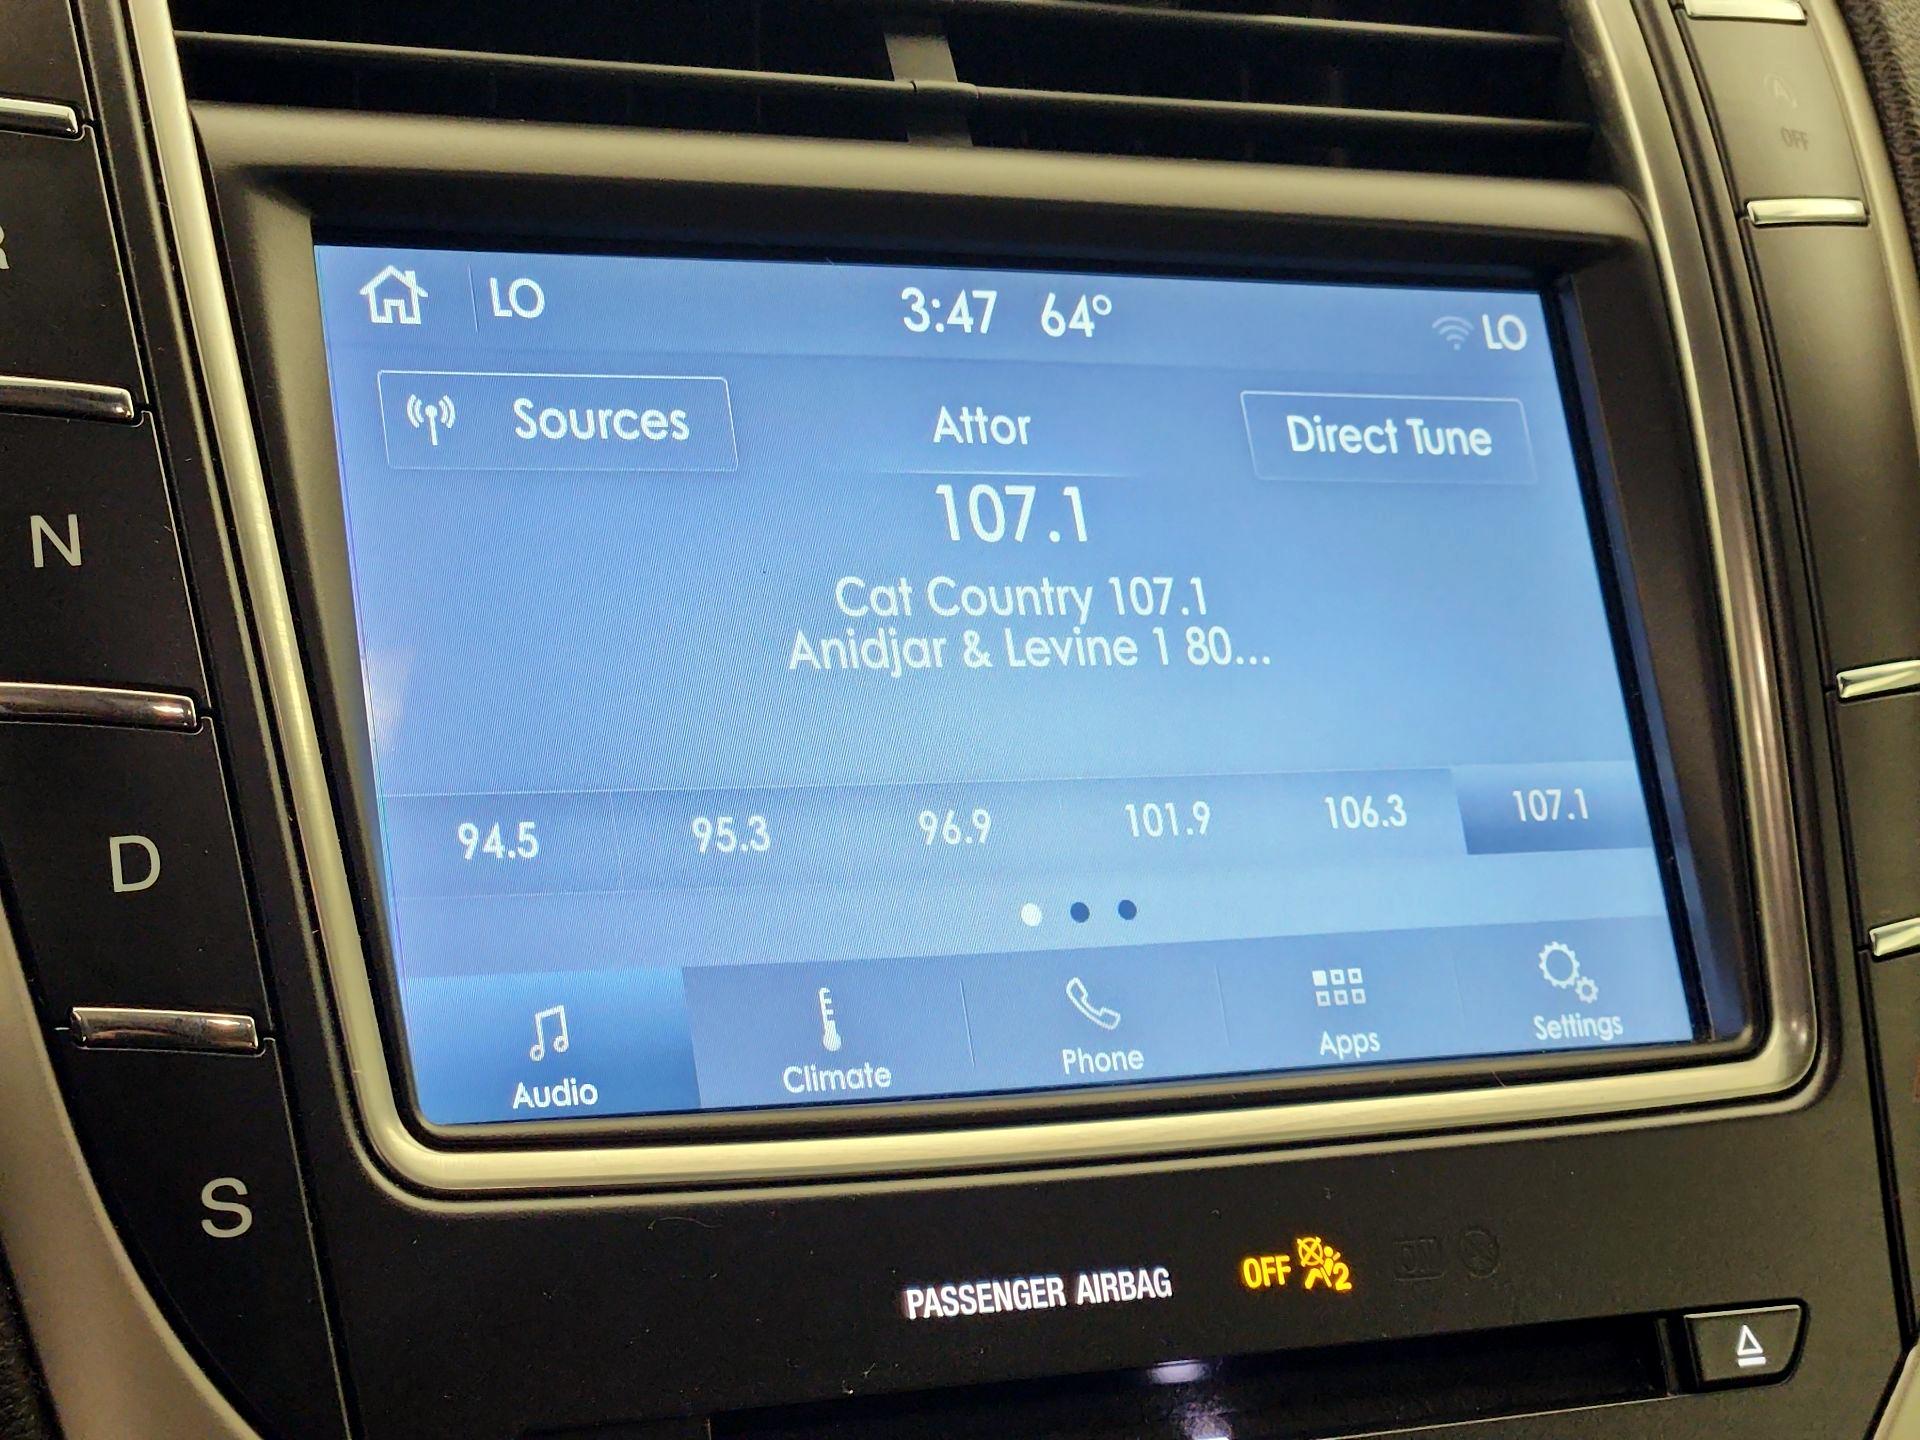 OFF
LO 3:47 64° LO
Sources Attor Direct Tune
107.1
Cat Country 107.1
Anidjar & Levine 1 80...
94.5 95.3 96.9 101.9 106.3 107.1
Audio Climate Phone Apps Settings
N
D
S
PASSENGER AIRBAG OFF 2